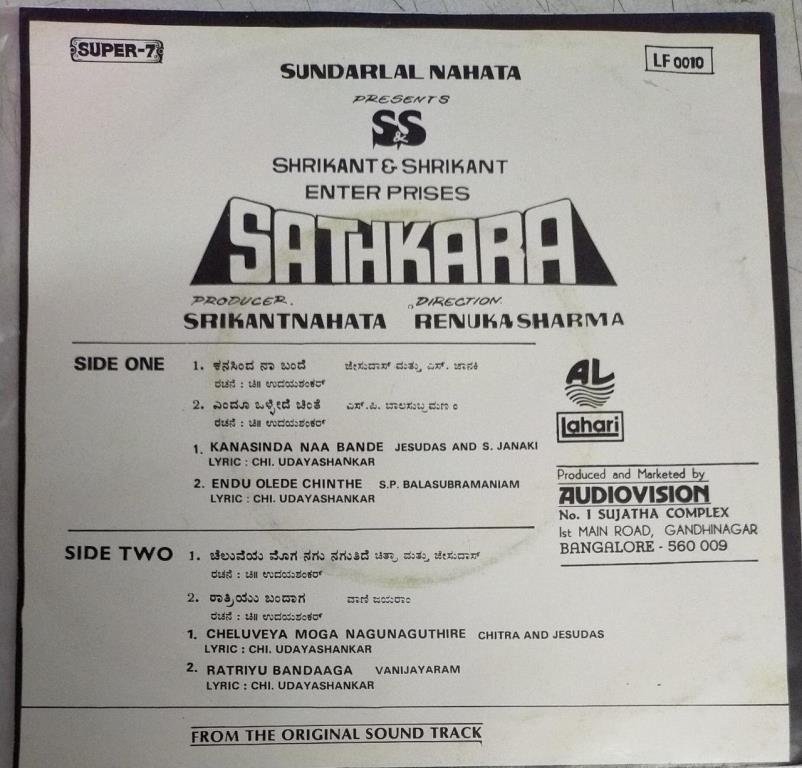 SUPER-7
LF 0010
SUNDARLAL NAHATA
PRESENTS
S&S
SHRIKANT & SHRIKANT
ENTER PRISES
SATHKARA
PRODUCER. DIRECTION.
SRIKANTNAHATA RENUKASHARMA
SIDE ONE
1. ಕನಸಿಂದ ನಾ ಬಂದೆ ಜೇಸುದಾಸ್ ಮತ್ತು ಎಸ್. ಜಾನಕಿ
ರಚನೆ : ಚಿ॥ ಉದಯಶಂಕರ್
2. ಎಂದೂ ಒಳ್ಳೇದೆ ಚಿಂತೆ ಎಸ್.ಪಿ. ಬಾಲಸುಬ್ರಮಣ ಂ
ರಚನೆ : ಚಿ॥ ಉದಯಶಂಕರ್
1. KANASINDA NAA BANDE JESUDAS AND S. JANAKI
LYRIC : CHI. UDAYASHANKAR
2. ENDU OLEDE CHINTHE S.P. BALASUBRAMANIAM
LYRIC : CHI. UDAYASHANKAR
AL
Lahari
Produced and Marketed by
AUDIOVISION
No. 1 SUJATHA COMPLEX
Ist MAIN ROAD, GANDHINAGAR
BANGALORE - 560 009
SIDE TWO
1. ಚೆಲುವೆಯ ಮೊಗ ನಗು ನಗುತಿದೆ ಚಿತ್ರಾ ಮತ್ತು ಜೇಸುದಾಸ್
ರಚನೆ : ಚಿ॥ ಉದಯಶಂಕರ್
2. ರಾತ್ರಿಯು ಬಂದಾಗ ವಾಣಿ ಜಯರಾಂ
ರಚನೆ : ಚಿ॥ ಉದಯಶಂಕರ್
1. CHELUVEYA MOGA NAGUNAGUTHIRE CHITRA AND JESUDAS
LYRIC : CHI. UDAYASHANKAR
2. RATRIYU BANDAAGA VANIJAYARAM
LYRIC : CHI. UDAYASHANKAR
FROM THE ORIGINAL SOUND TRACK